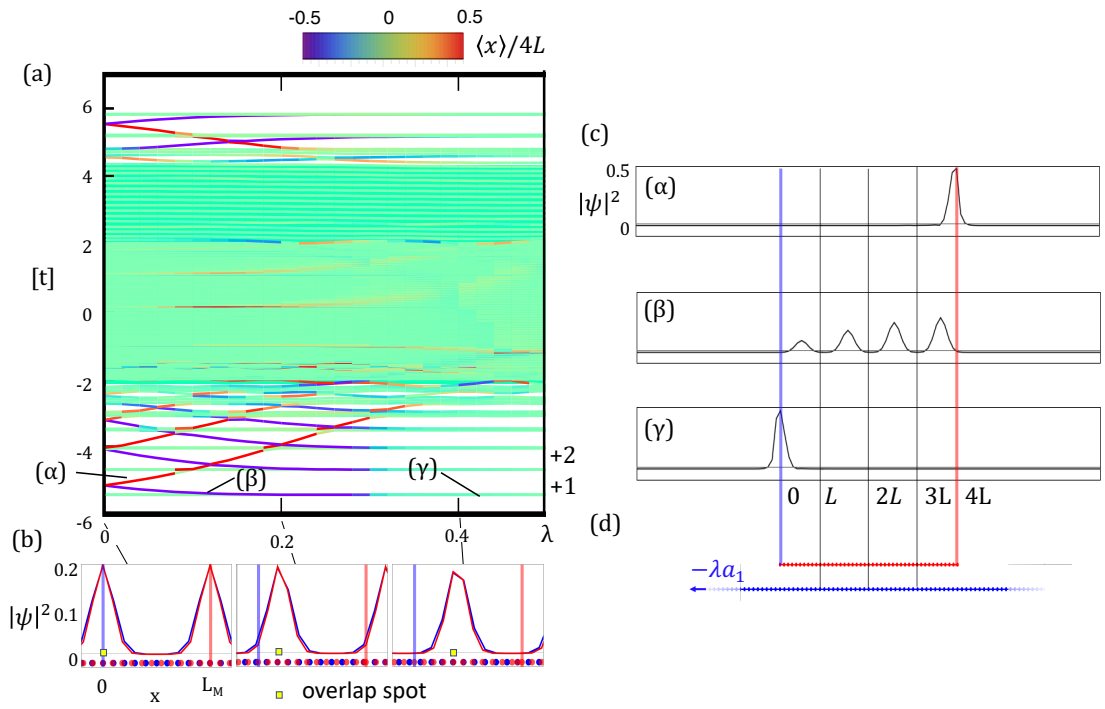 -0.5 0 0.5
⟨x⟩/4L
(a)
6
4
2
0
-2
-4
-6
[t]
(α)
(β)
(γ)
+2
+1
0 0.2 0.4 λ
(b)
|ψ|²
0.2
0.1
0
0 x L_M
overlap spot
(c)
|ψ|²
0.5
0
(α)
(β)
(γ)
0 L 2L 3L 4L
(d)
−λa₁